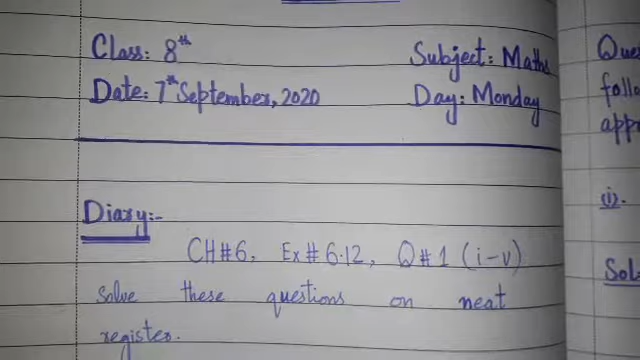 Class: 8th Subject: Maths
Date: 7th September, 2020 Day: Monday
Diary:-
CH#6, Ex# 6.12, Q#1 (i-v)
Solve these questions on neat
register.
(i).